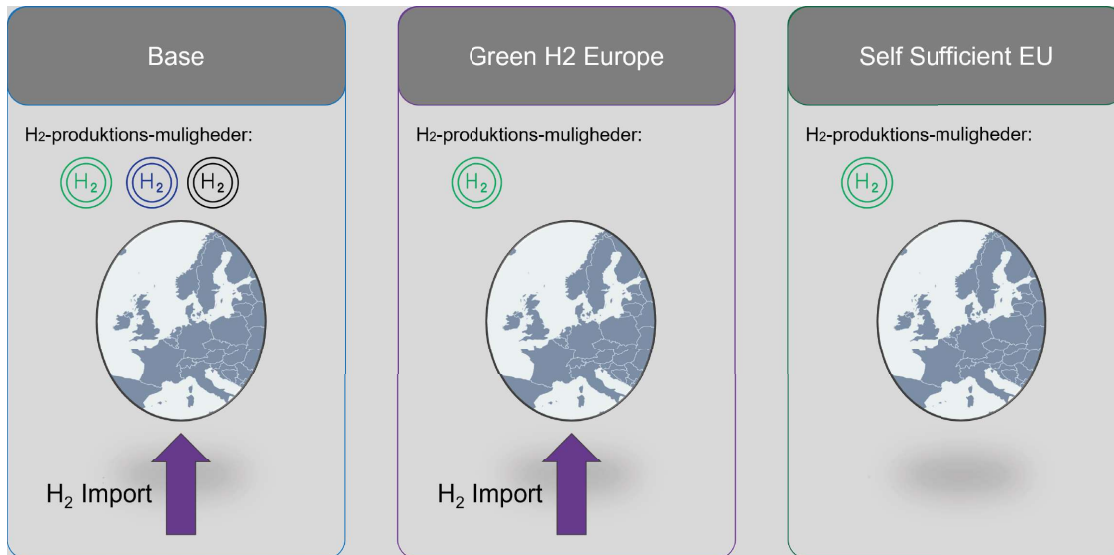 Base
H₂-produktions-muligheder:
H₂ H₂ H₂
H₂ Import
Green H2 Europe
H₂-produktions-muligheder:
H₂
H₂ Import
Self Sufficient EU
H₂-produktions-muligheder:
H₂